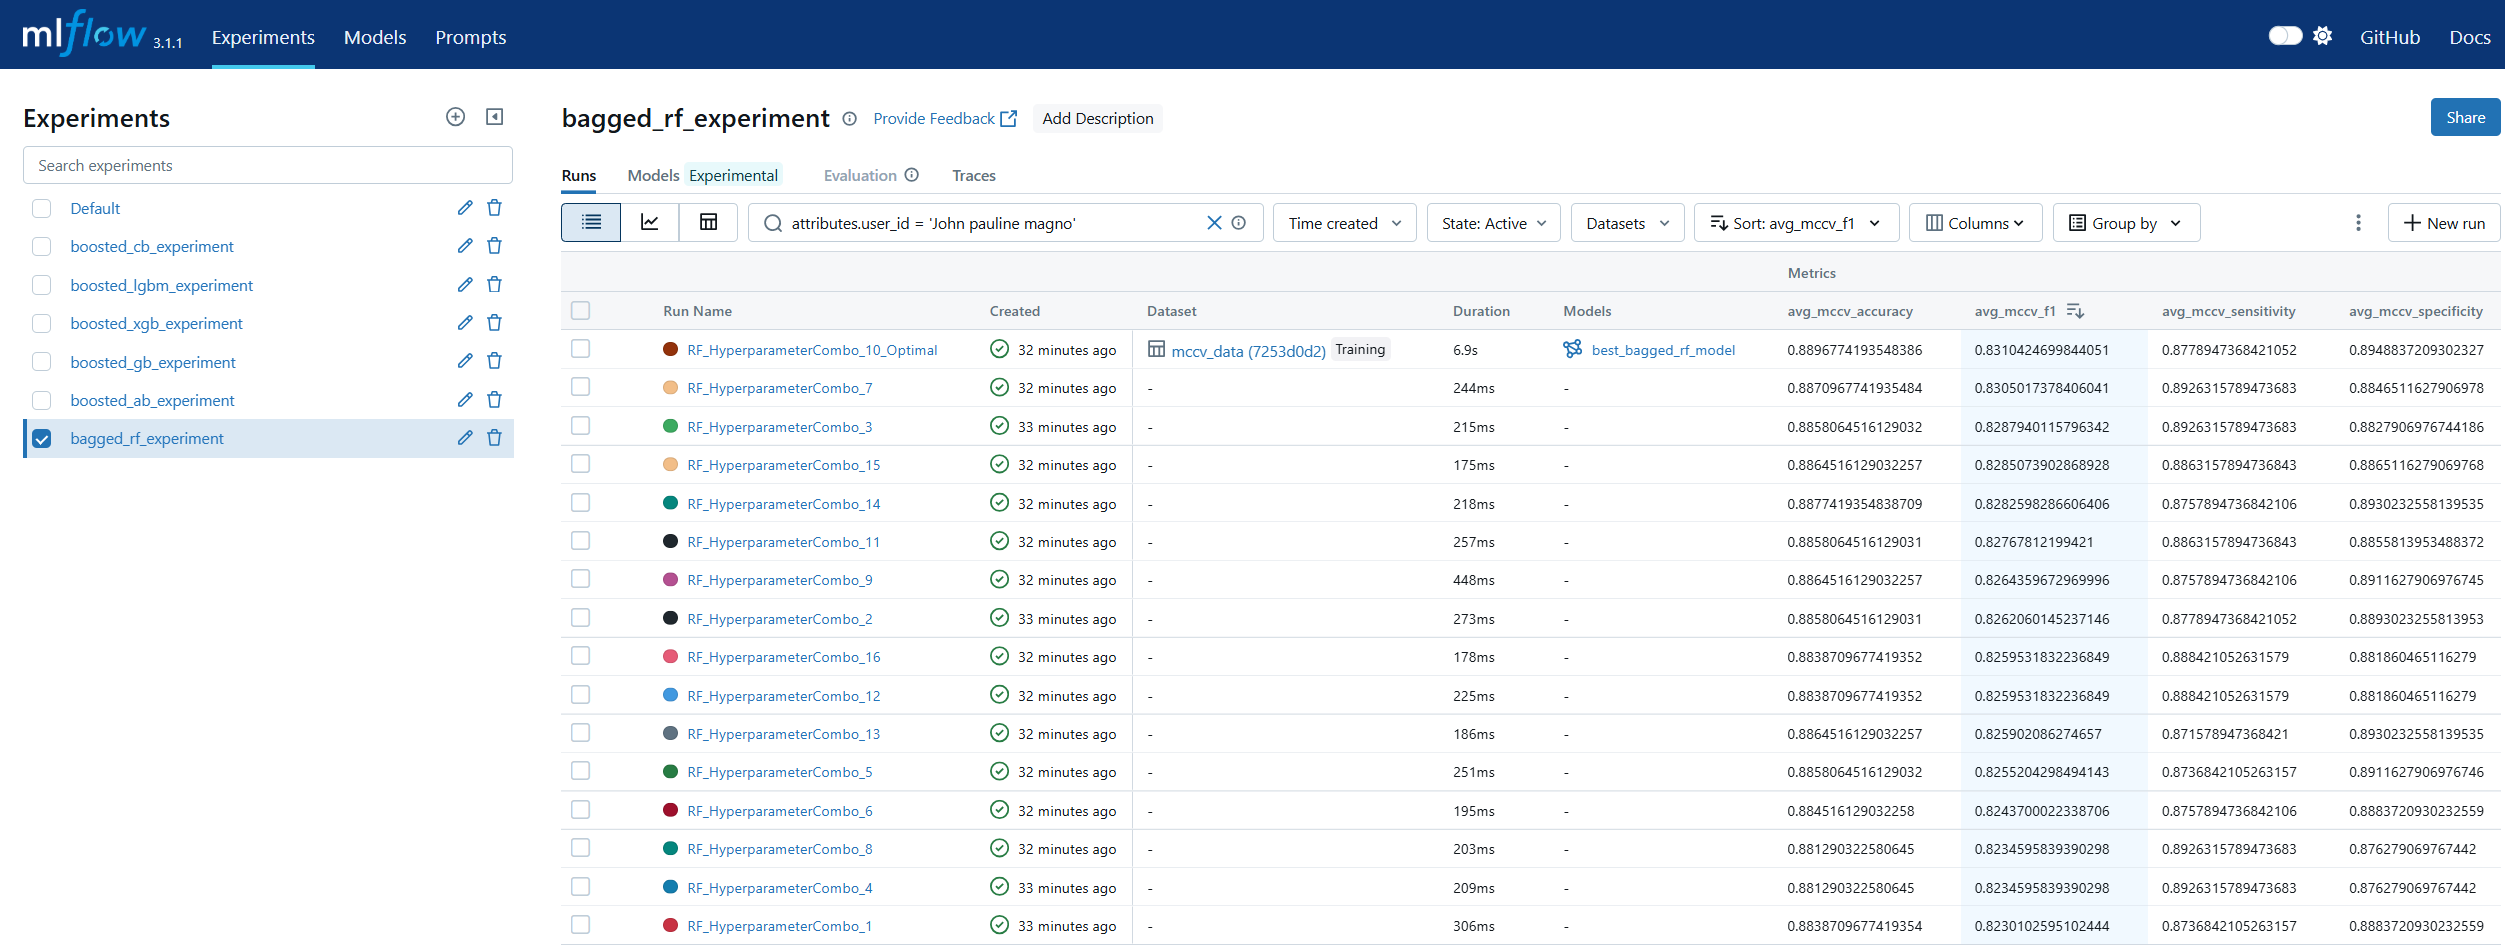 mlflow 3.1.1 Experiments Models Prompts GitHub Docs
Experiments
Search experiments
Default
boosted_cb_experiment
boosted_lgbm_experiment
boosted_xgb_experiment
boosted_gb_experiment
boosted_ab_experiment
bagged_rf_experiment
bagged_rf_experiment Provide Feedback Add Description Share
Runs Models Experimental Evaluation Traces
attributes.user_id = 'John pauline magno' Time created State: Active Datasets Sort: avg_mccv_f1 Columns Group by New run
Metrics
Run Name Created Dataset Duration Models avg_mccv_accuracy avg_mccv_f1 avg_mccv_sensitivity avg_mccv_specificity
RF_HyperparameterCombo_10_Optimal 32 minutes ago mccv_data (7253d0d2) Training 6.9s best_bagged_rf_model 0.8896774193548386 0.8310424699844051 0.8778947368421052 0.8948837209302327
RF_HyperparameterCombo_7 32 minutes ago - 244ms - 0.8870967741935484 0.8305017378406041 0.8926315789473683 0.8846511627906978
RF_HyperparameterCombo_3 33 minutes ago - 215ms - 0.8858064516129032 0.8287940115796342 0.8926315789473683 0.8827906976744186
RF_HyperparameterCombo_15 32 minutes ago - 175ms - 0.8864516129032257 0.8285073902868928 0.8863157894736843 0.8865116279069768
RF_HyperparameterCombo_14 32 minutes ago - 218ms - 0.8877419354838709 0.8282598286606406 0.8757894736842106 0.8930232558139535
RF_HyperparameterCombo_11 32 minutes ago - 257ms - 0.8858064516129031 0.82767812199421 0.8863157894736843 0.8855813953488372
RF_HyperparameterCombo_9 32 minutes ago - 448ms - 0.8864516129032257 0.8264359672969996 0.8757894736842106 0.8911627906976745
RF_HyperparameterCombo_2 33 minutes ago - 273ms - 0.8858064516129031 0.8262060145237146 0.8778947368421052 0.8893023255813953
RF_HyperparameterCombo_16 32 minutes ago - 178ms - 0.8838709677419352 0.8259531832236849 0.888421052631579 0.881860465116279
RF_HyperparameterCombo_12 32 minutes ago - 225ms - 0.8838709677419352 0.8259531832236849 0.888421052631579 0.881860465116279
RF_HyperparameterCombo_13 32 minutes ago - 186ms - 0.8864516129032257 0.825902086274657 0.871578947368421 0.8930232558139535
RF_HyperparameterCombo_5 32 minutes ago - 251ms - 0.8858064516129032 0.8255204298494143 0.8736842105263157 0.8911627906976746
RF_HyperparameterCombo_6 32 minutes ago - 195ms - 0.884516129032258 0.8243700022338706 0.8757894736842106 0.8883720930232559
RF_HyperparameterCombo_8 32 minutes ago - 203ms - 0.881290322580645 0.8234595839390298 0.8926315789473683 0.876279069767442
RF_HyperparameterCombo_4 33 minutes ago - 209ms - 0.881290322580645 0.8234595839390298 0.8926315789473683 0.876279069767442
RF_HyperparameterCombo_1 33 minutes ago - 306ms - 0.8838709677419354 0.8230102595102444 0.8736842105263157 0.8883720930232559